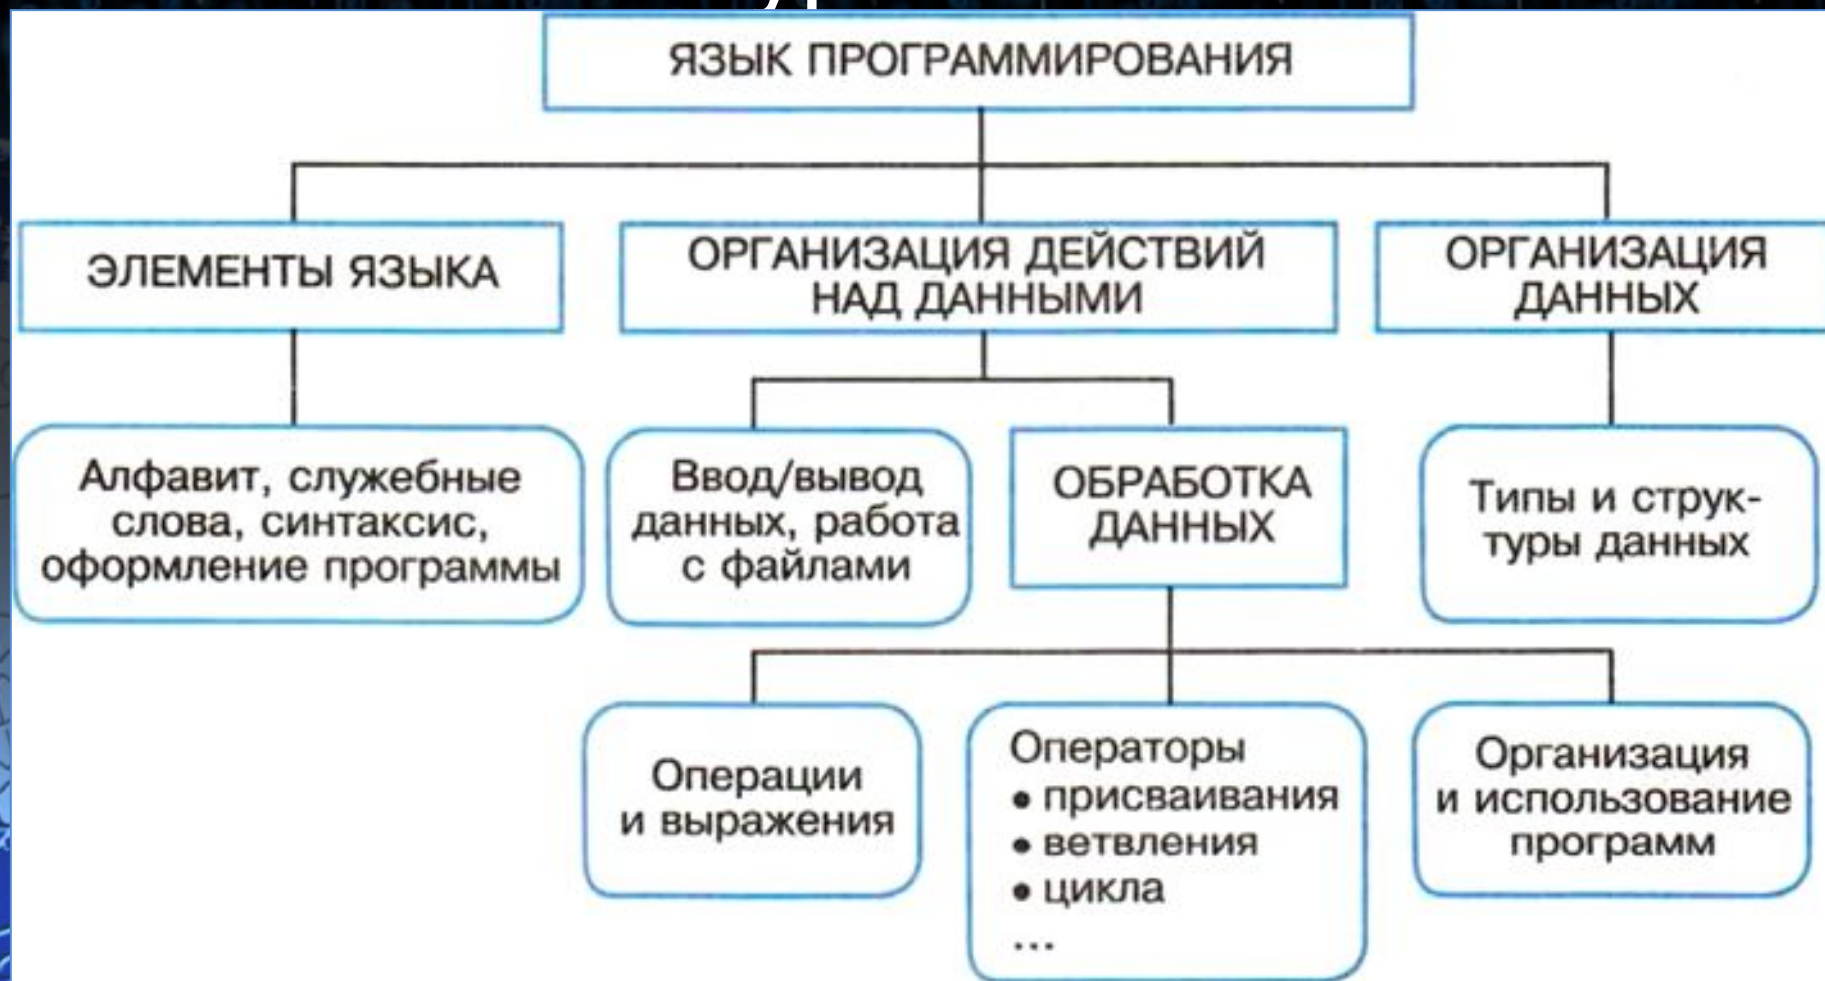 ЯЗЫК ПРОГРАММИРОВАНИЯ
ЭЛЕМЕНТЫ ЯЗЫКА
ОРГАНИЗАЦИЯ ДЕЙСТВИЙ
НАД ДАННЫМИ
ОРГАНИЗАЦИЯ
ДАННЫХ
Алфавит, служебные
слова, синтаксис,
оформление программы
Ввод/вывод
данных, работа
с файлами
ОБРАБОТКА
ДАННЫХ
Типы и струк-
туры данных
Операции
и выражения
Операторы
• присваивания
• ветвления
• цикла
...
Организация
и использование
программ